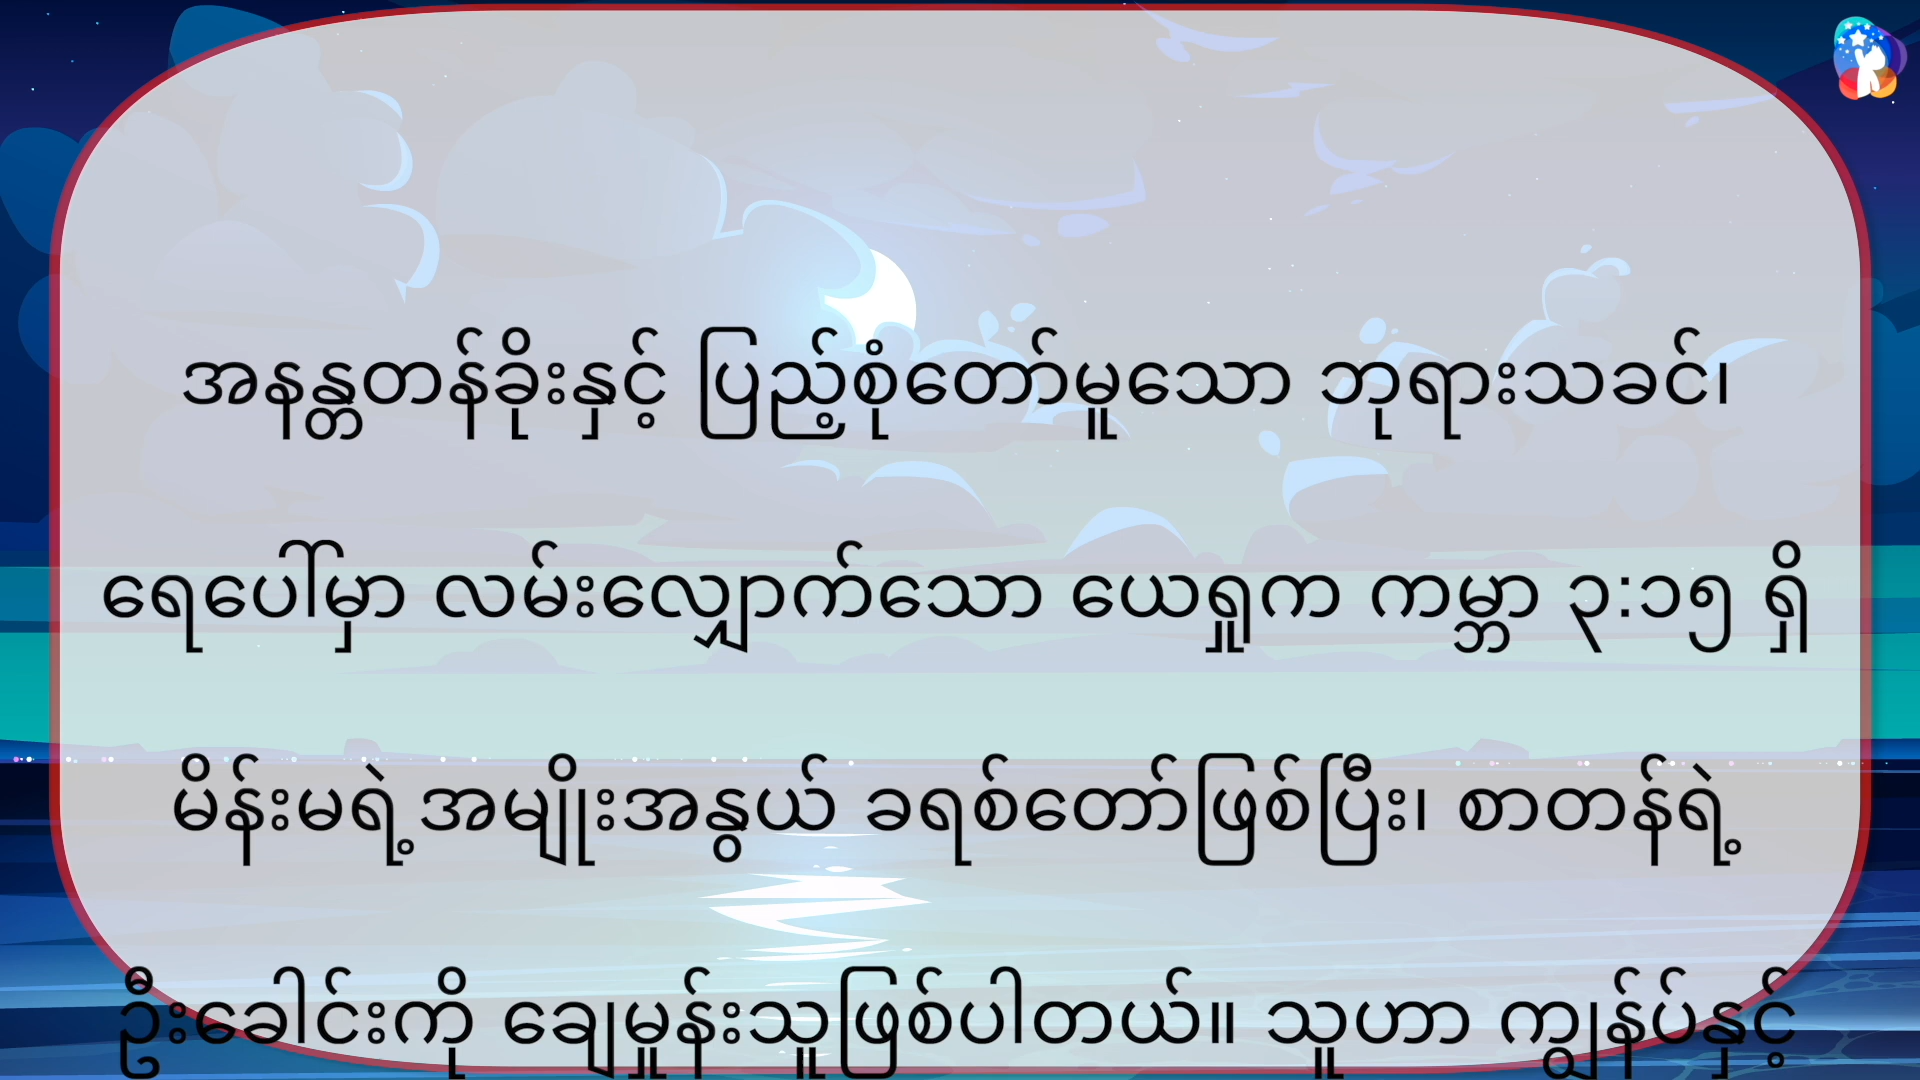 အနန္တတန်ခိုးနှင့် ပြည့်စုံတော်မူသော ဘုရားသခင်၊
ရေပေါ်မှာ လမ်းလျှောက်သော ယေရှုက ကမ္ဘာ ၃:၁၅ ရှိ
မိန်းမရဲ့အမျိုးအနွယ် ခရစ်တော်ဖြစ်ပြီး၊ စာတန်ရဲ့
ဦးခေါင်းကို ချေမှုန်းသူဖြစ်ပါတယ်။ သူဟာ ကျွန်ုပ်နှင့်